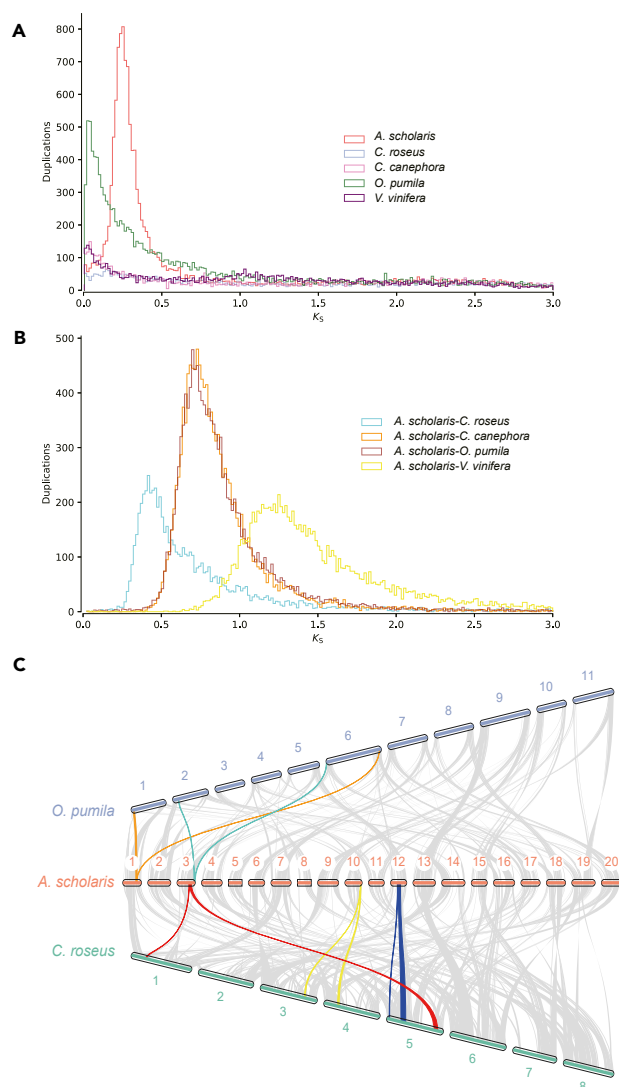 A
800
700
600
500
400
300
200
100
0
Duplications
A. scholaris
C. roseus
C. canephora
O. pumila
V. vinifera
0.0 0.5 1.0 1.5 2.0 2.5 3.0
KS
B
500
400
300
200
100
0
Duplications
A. scholaris-C. roseus
A. scholaris-C. canephora
A. scholaris-O. pumila
A. scholaris-V. vinifera
0.0 0.5 1.0 1.5 2.0 2.5 3.0
KS
C
1 2 3 4 5 6 7 8 9 10 11
O. pumila
1 2 3 4 5 6 7 8 9 10 11 12 13 14 15 16 17 18 19 20
A. scholaris
C. roseus
1 2 3 4 5 6 7 8